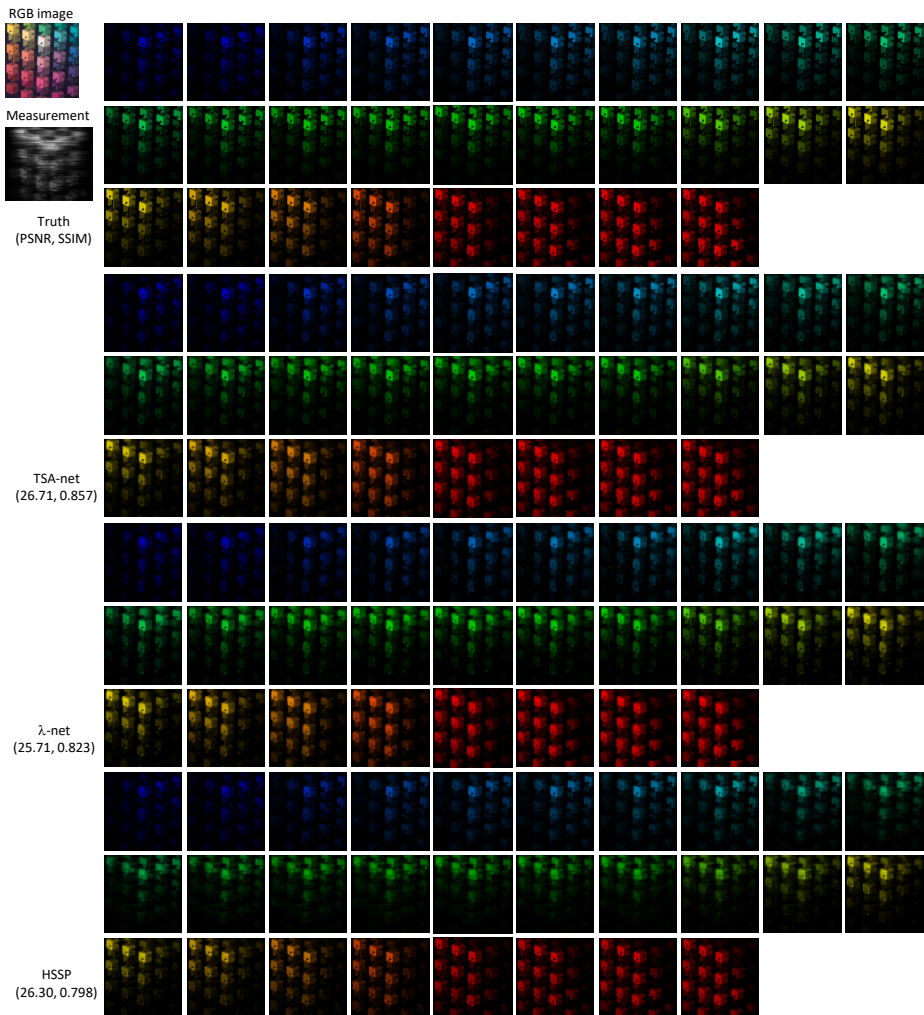 RGB image
Measurement
Truth
(PSNR, SSIM)
TSA-net
(26.71, 0.857)
λ-net
(25.71, 0.823)
HSSP
(26.30, 0.798)